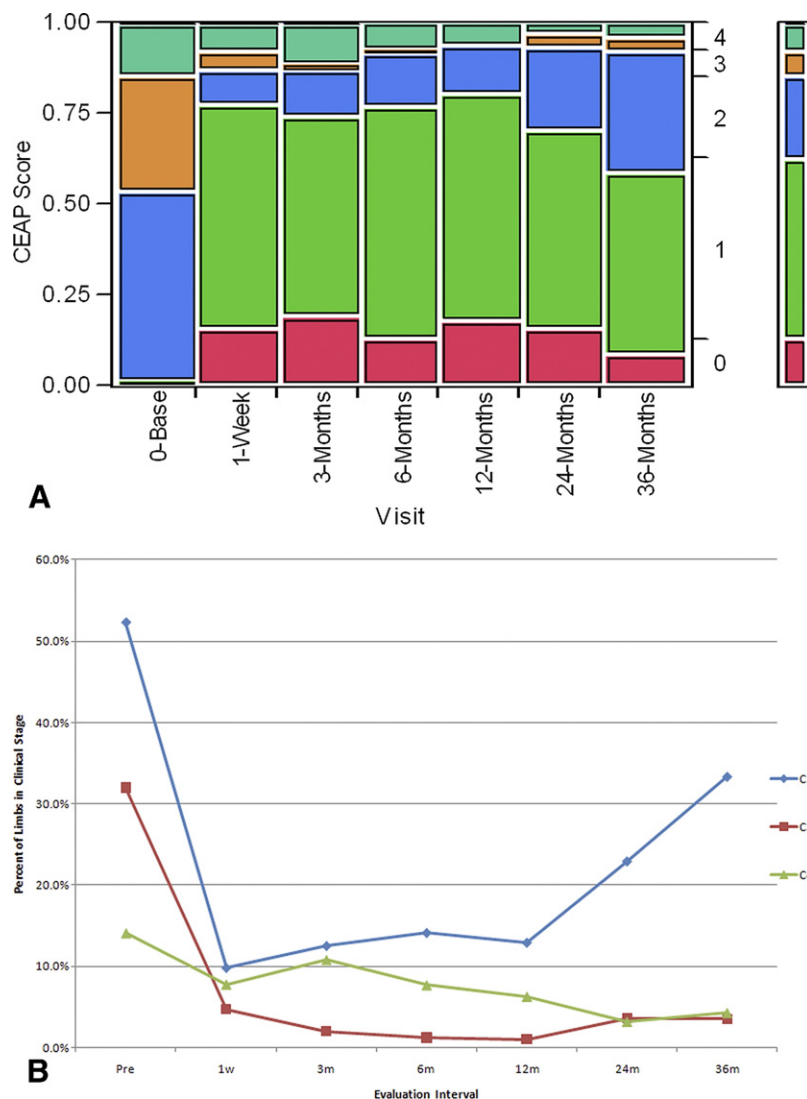 1.00
0.75
0.50
0.25
0.00
CEAP Score
4
3
2
1
0
0-Base
1-Week
3-Months
6-Months
12-Months
24-Months
36-Months
A
Visit
60.0%
50.0%
40.0%
30.0%
20.0%
10.0%
0.0%
Percent of Limbs in Clinical Stage
C
C
C
Pre 1w 3m 6m 12m 24m 36m
B
Evaluation Interval